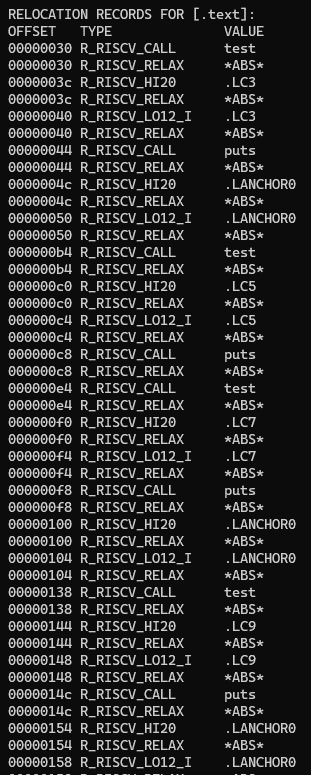 RELOCATION RECORDS FOR [.text]:
OFFSET TYPE VALUE
00000030 R_RISCV_CALL test
00000030 R_RISCV_RELAX *ABS*
0000003c R_RISCV_HI20 .LC3
0000003c R_RISCV_RELAX *ABS*
00000040 R_RISCV_LO12_I .LC3
00000040 R_RISCV_RELAX *ABS*
00000044 R_RISCV_CALL puts
00000044 R_RISCV_RELAX *ABS*
0000004c R_RISCV_HI20 .LANCHOR0
0000004c R_RISCV_RELAX *ABS*
00000050 R_RISCV_LO12_I .LANCHOR0
00000050 R_RISCV_RELAX *ABS*
000000b4 R_RISCV_CALL test
000000b4 R_RISCV_RELAX *ABS*
000000c0 R_RISCV_HI20 .LC5
000000c0 R_RISCV_RELAX *ABS*
000000c4 R_RISCV_LO12_I .LC5
000000c4 R_RISCV_RELAX *ABS*
000000c8 R_RISCV_CALL puts
000000c8 R_RISCV_RELAX *ABS*
000000e4 R_RISCV_CALL test
000000e4 R_RISCV_RELAX *ABS*
000000f0 R_RISCV_HI20 .LC7
000000f0 R_RISCV_RELAX *ABS*
000000f4 R_RISCV_LO12_I .LC7
000000f4 R_RISCV_RELAX *ABS*
000000f8 R_RISCV_CALL puts
000000f8 R_RISCV_RELAX *ABS*
00000100 R_RISCV_HI20 .LANCHOR0
00000100 R_RISCV_RELAX *ABS*
00000104 R_RISCV_LO12_I .LANCHOR0
00000104 R_RISCV_RELAX *ABS*
00000138 R_RISCV_CALL test
00000138 R_RISCV_RELAX *ABS*
00000144 R_RISCV_HI20 .LC9
00000144 R_RISCV_RELAX *ABS*
00000148 R_RISCV_LO12_I .LC9
00000148 R_RISCV_RELAX *ABS*
0000014c R_RISCV_CALL puts
0000014c R_RISCV_RELAX *ABS*
00000154 R_RISCV_HI20 .LANCHOR0
00000154 R_RISCV_RELAX *ABS*
00000158 R_RISCV_LO12_I .LANCHOR0